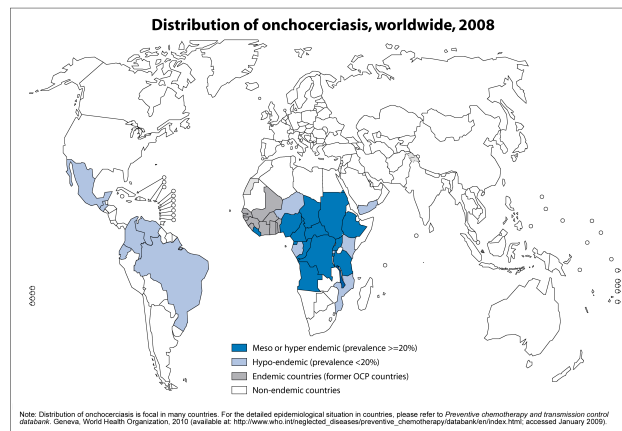 Distribution of onchocerciasis, worldwide, 2008
Meso or hyper endemic (prevalence >=20%)
Hypo-endemic (prevalence <20%)
Endemic countries (former OCP countries)
Non-endemic countries
Note: Distribution of onchocerciasis is focal in many countries. For the detailed epidemiological situation in countries, please refer to Preventive chemotherapy and transmission control
databank. Geneva, World Health Organization, 2010 (available at: http://www.who.int/neglected_diseases/preventive_chemotherapy/databank/en/index.html; accessed January 2009).